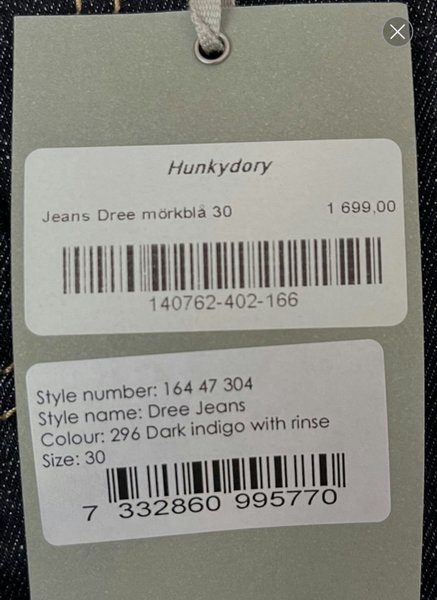 Hunkydory
Jeans Dree mörkblå 30 1 699,00
140762-402-166
Style number: 164 47 304
Style name: Dree Jeans
Colour: 296 Dark indigo with rinse
Size: 30
7 332860 995770